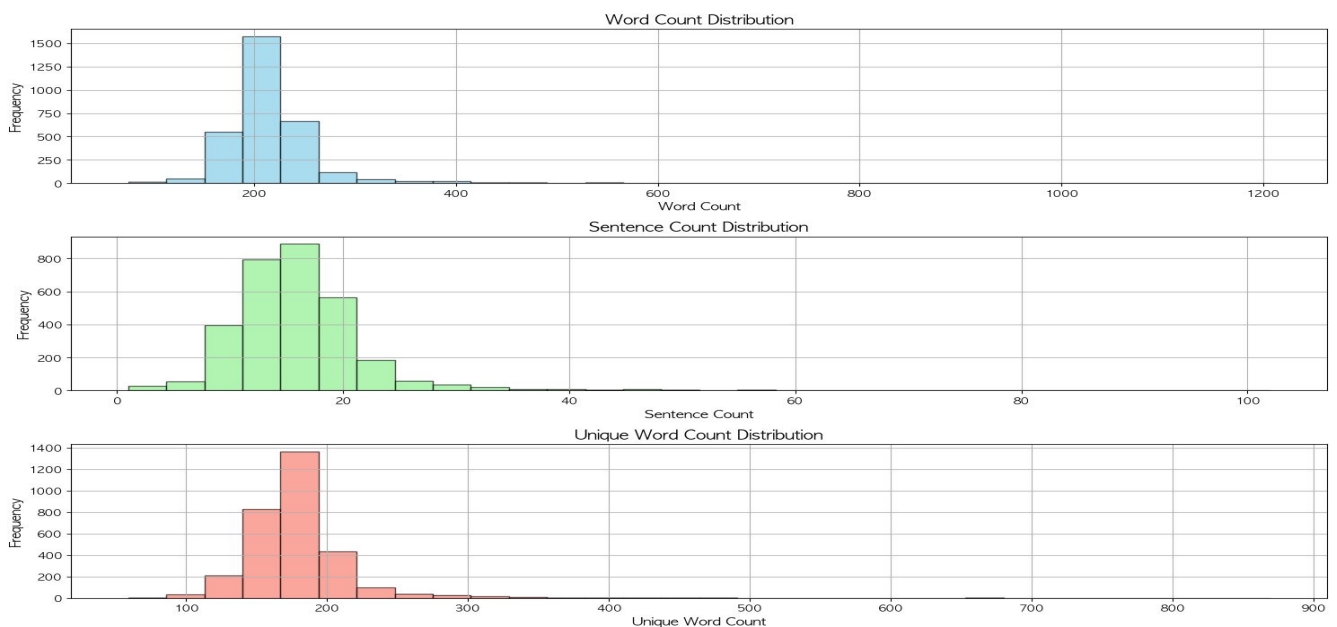 Word Count Distribution
1500
1250
1000
750
500
250
0
Frequency
200 400 600 800 1000 1200
Word Count
Sentence Count Distribution
800
600
400
200
0
Frequency
0 20 40 60 80 100
Sentence Count
Unique Word Count Distribution
1400
1200
1000
800
600
400
200
0
Frequency
100 200 300 400 500 600 700 800 900
Unique Word Count